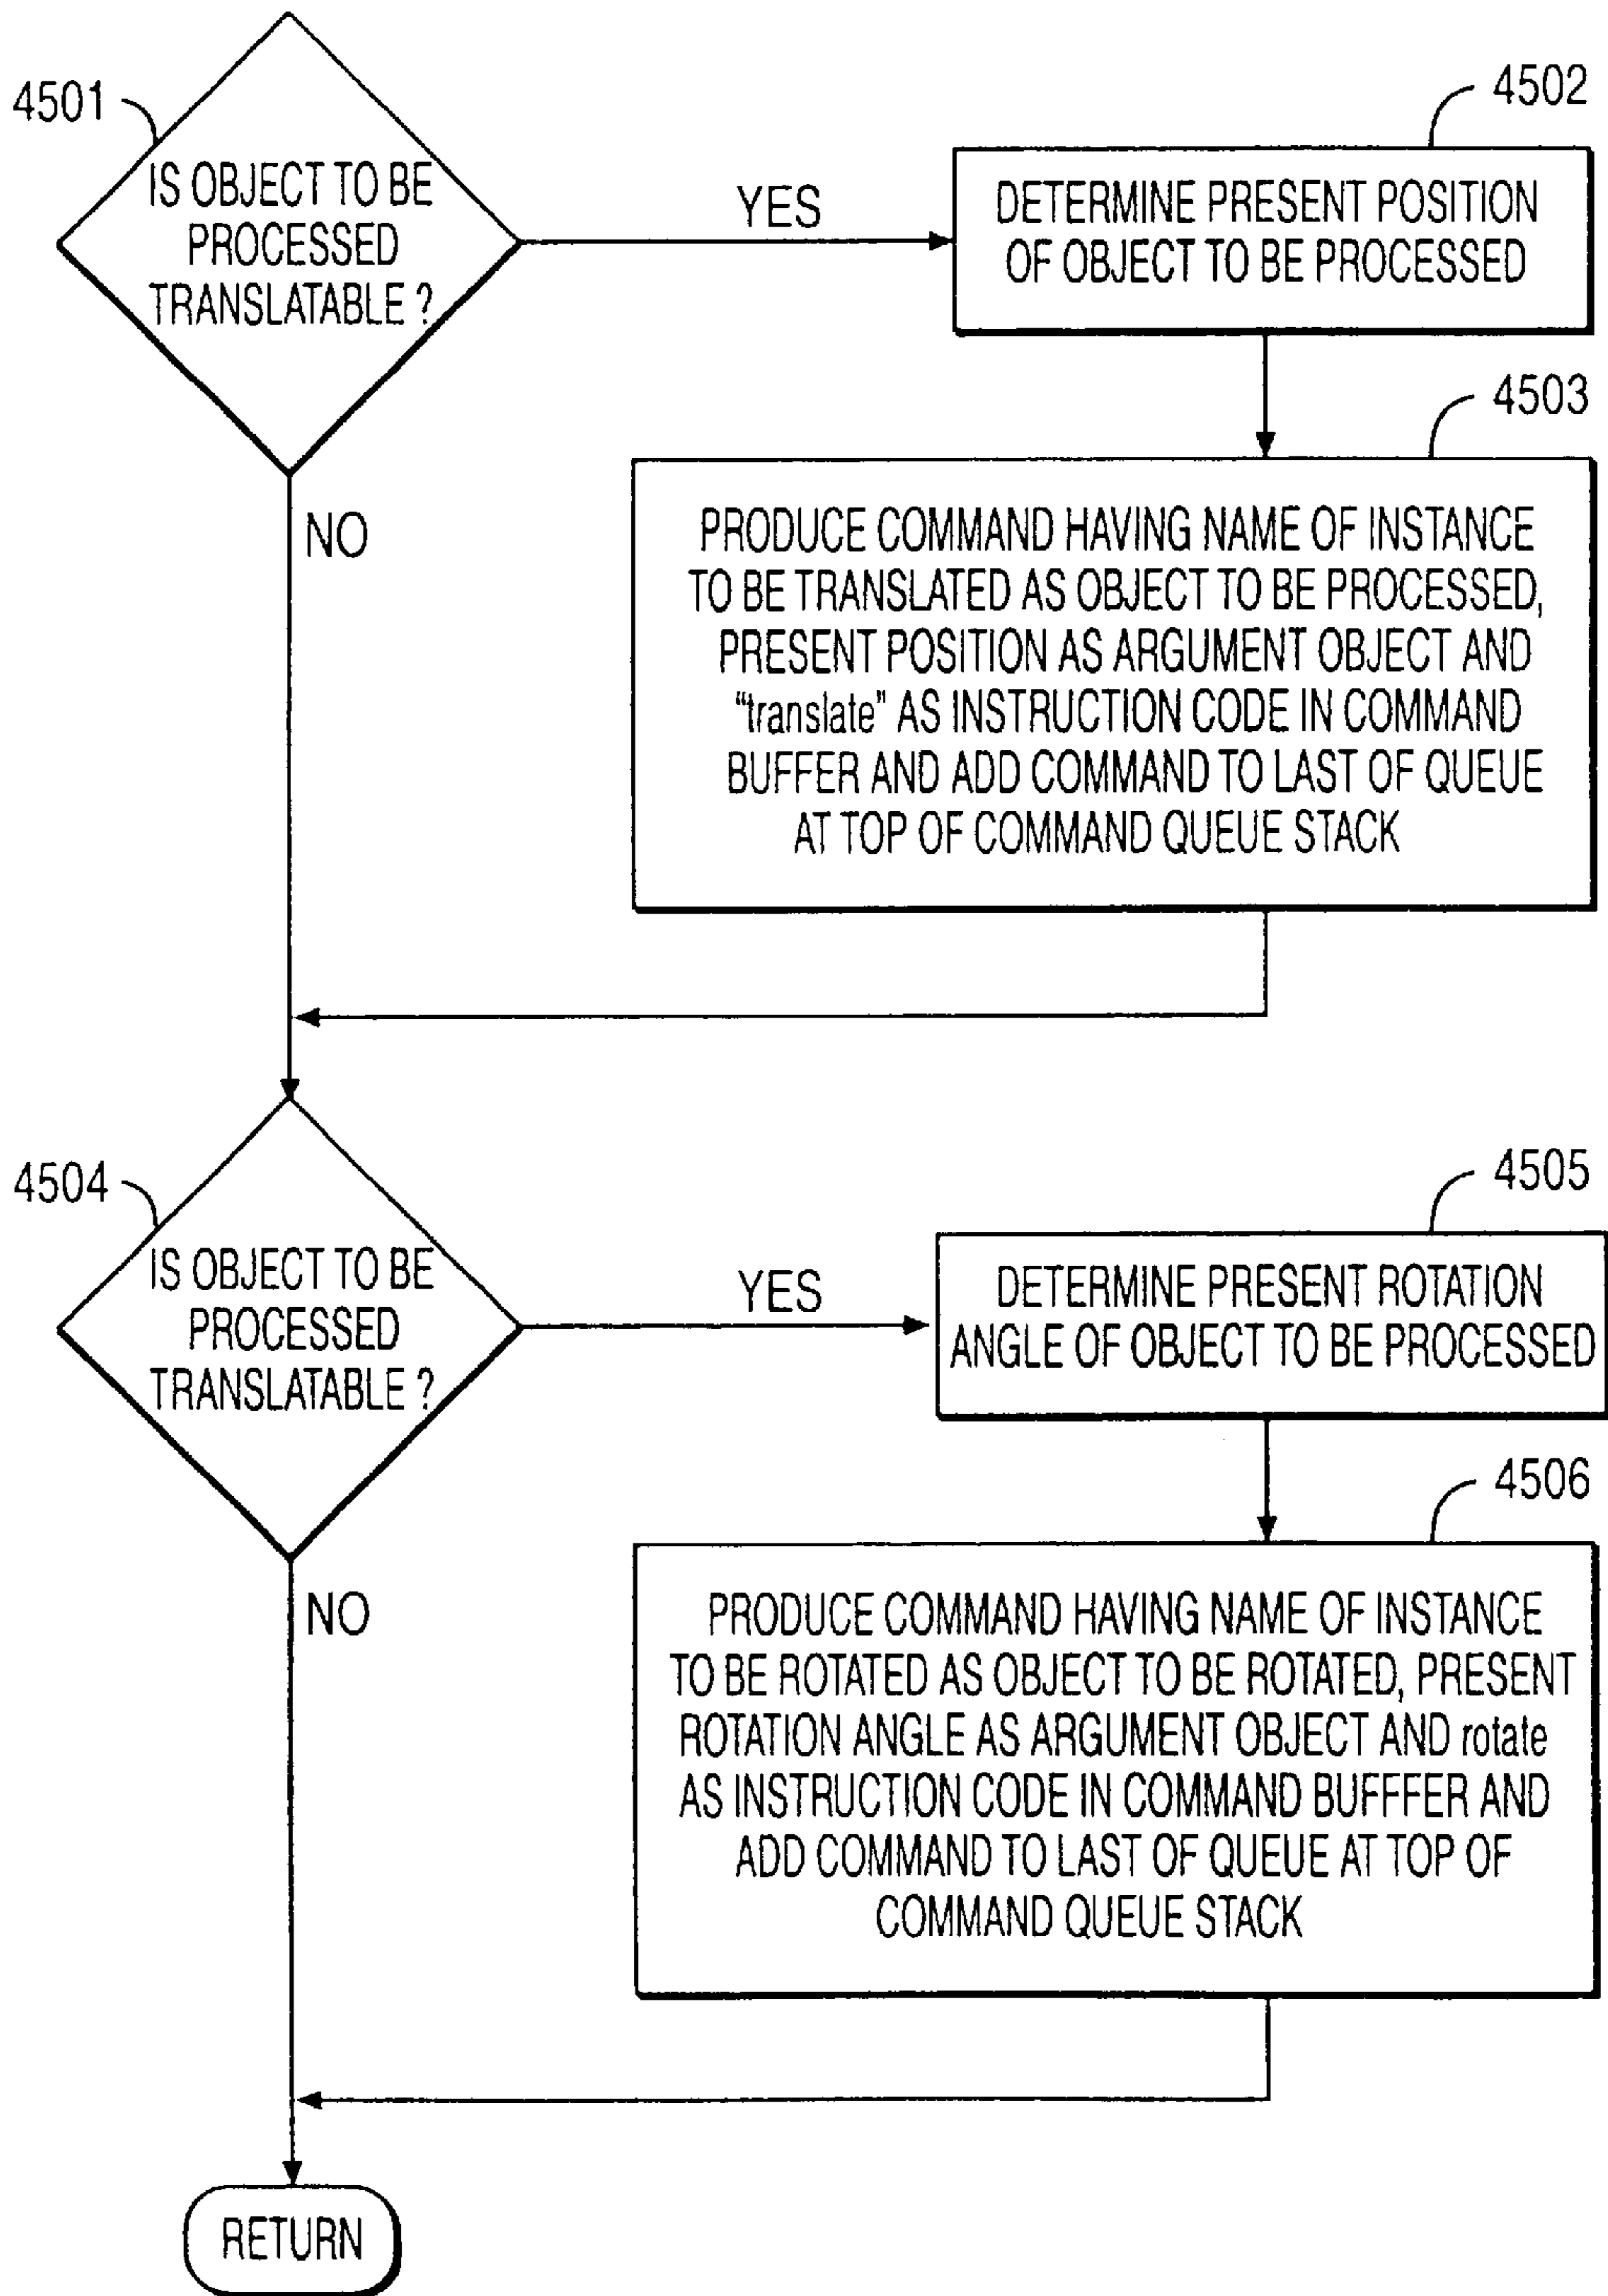 4501
IS OBJECT TO BE
PROCESSED
TRANSLATABLE ?
YES
NO
4502
DETERMINE PRESENT POSITION
OF OBJECT TO BE PROCESSED
4503
PRODUCE COMMAND HAVING NAME OF INSTANCE
TO BE TRANSLATED AS OBJECT TO BE PROCESSED,
PRESENT POSITION AS ARGUMENT OBJECT AND
“translate” AS INSTRUCTION CODE IN COMMAND
BUFFER AND ADD COMMAND TO LAST OF QUEUE
AT TOP OF COMMAND QUEUE STACK
4504
IS OBJECT TO BE
PROCESSED
TRANSLATABLE ?
YES
NO
4505
DETERMINE PRESENT ROTATION
ANGLE OF OBJECT TO BE PROCESSED
4506
PRODUCE COMMAND HAVING NAME OF INSTANCE
TO BE ROTATED AS OBJECT TO BE ROTATED, PRESENT
ROTATION ANGLE AS ARGUMENT OBJECT AND rotate
AS INSTRUCTION CODE IN COMMAND BUFFFER AND
ADD COMMAND TO LAST OF QUEUE AT TOP OF
COMMAND QUEUE STACK
RETURN